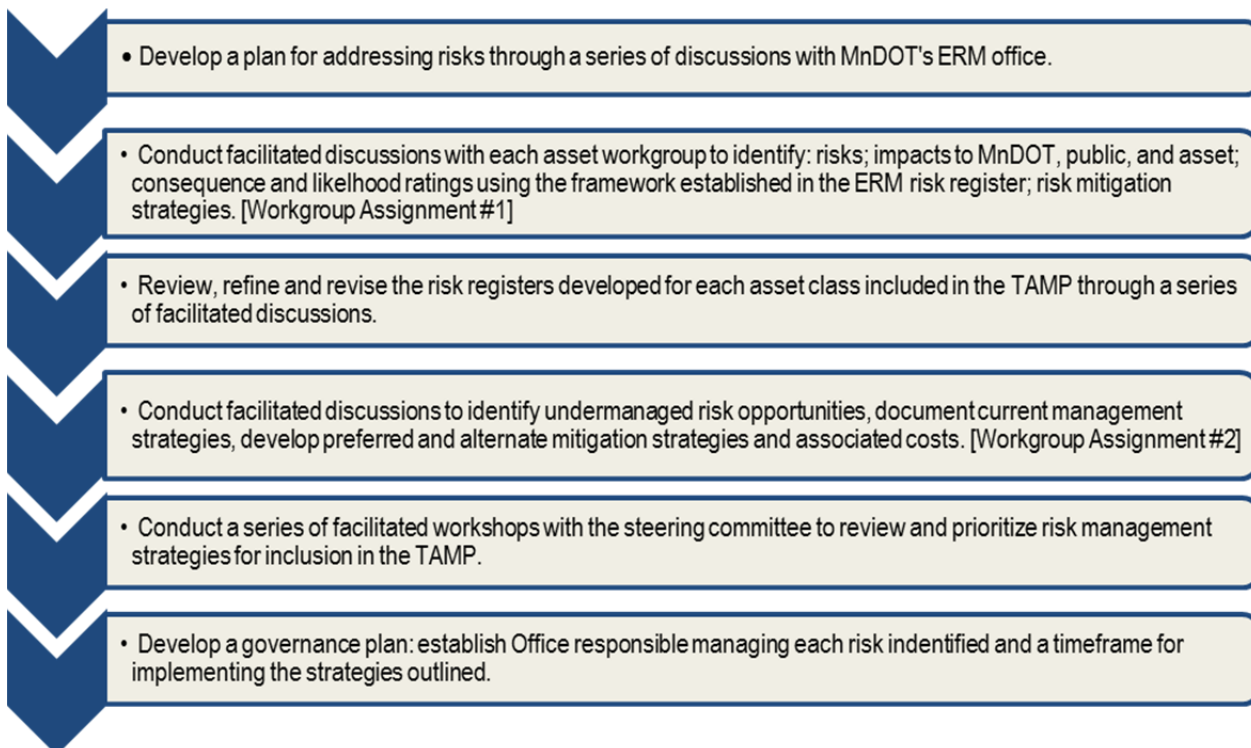 • Develop a plan for addressing risks through a series of discussions with MnDOT's ERM office.
• Conduct facilitated discussions with each asset workgroup to identify: risks; impacts to MnDOT, public, and asset;
consequence and likelhood ratings using the framework established in the ERM risk register; risk mitigation
strategies. [Workgroup Assignment #1]
• Review, refine and revise the risk registers developed for each asset class included in the TAMP through a series
of facilitated discussions.
• Conduct facilitated discussions to identify undermanaged risk opportunities, document current management
strategies, develop preferred and alternate mitigation strategies and associated costs. [Workgroup Assignment #2]
• Conduct a series of facilitated workshops with the steering committee to review and prioritize risk management
strategies for inclusion in the TAMP.
• Develop a governance plan: establish Office responsible managing each risk indentified and a timeframe for
implementing the strategies outlined.